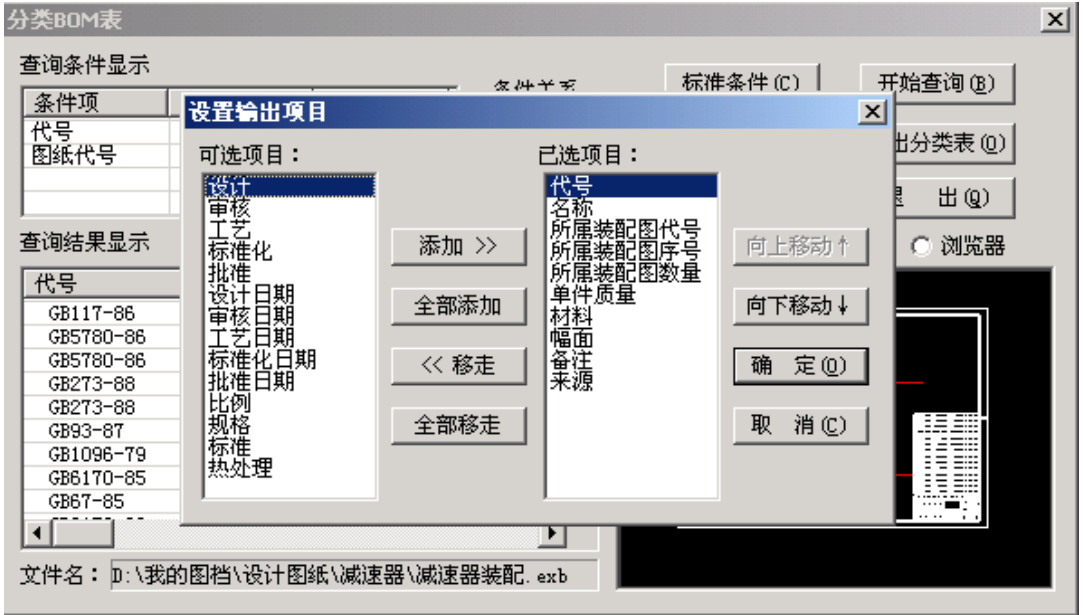 分类BOM表
查询条件显示
标准条件(C)
开始查询(B)
条件项
代号
图纸代号
出分类表(O)
出(Q)
查询结果显示
浏览器
代号
GB117-86
GB5780-86
GB5780-86
GB273-88
GB273-88
GB93-87
GB1096-79
GB6170-85
GB67-85
文件名: D:\我的图档\设计图纸\减速器\减速器装配.exb
设置输出项目
可选项目:
设计
审核
工艺
标准化
批准
设计日期
审核日期
工艺日期
标准化日期
批准日期
比例
规格
标准
热处理
添加 >>
全部添加
<< 移走
全部移走
已选项目:
代号
名称
所属装配图代号
所属装配图序号
所属装配图数量
单件质量
材料
幅面
备注
来源
向上移动↑
向下移动↓
确 定(O)
取 消(C)